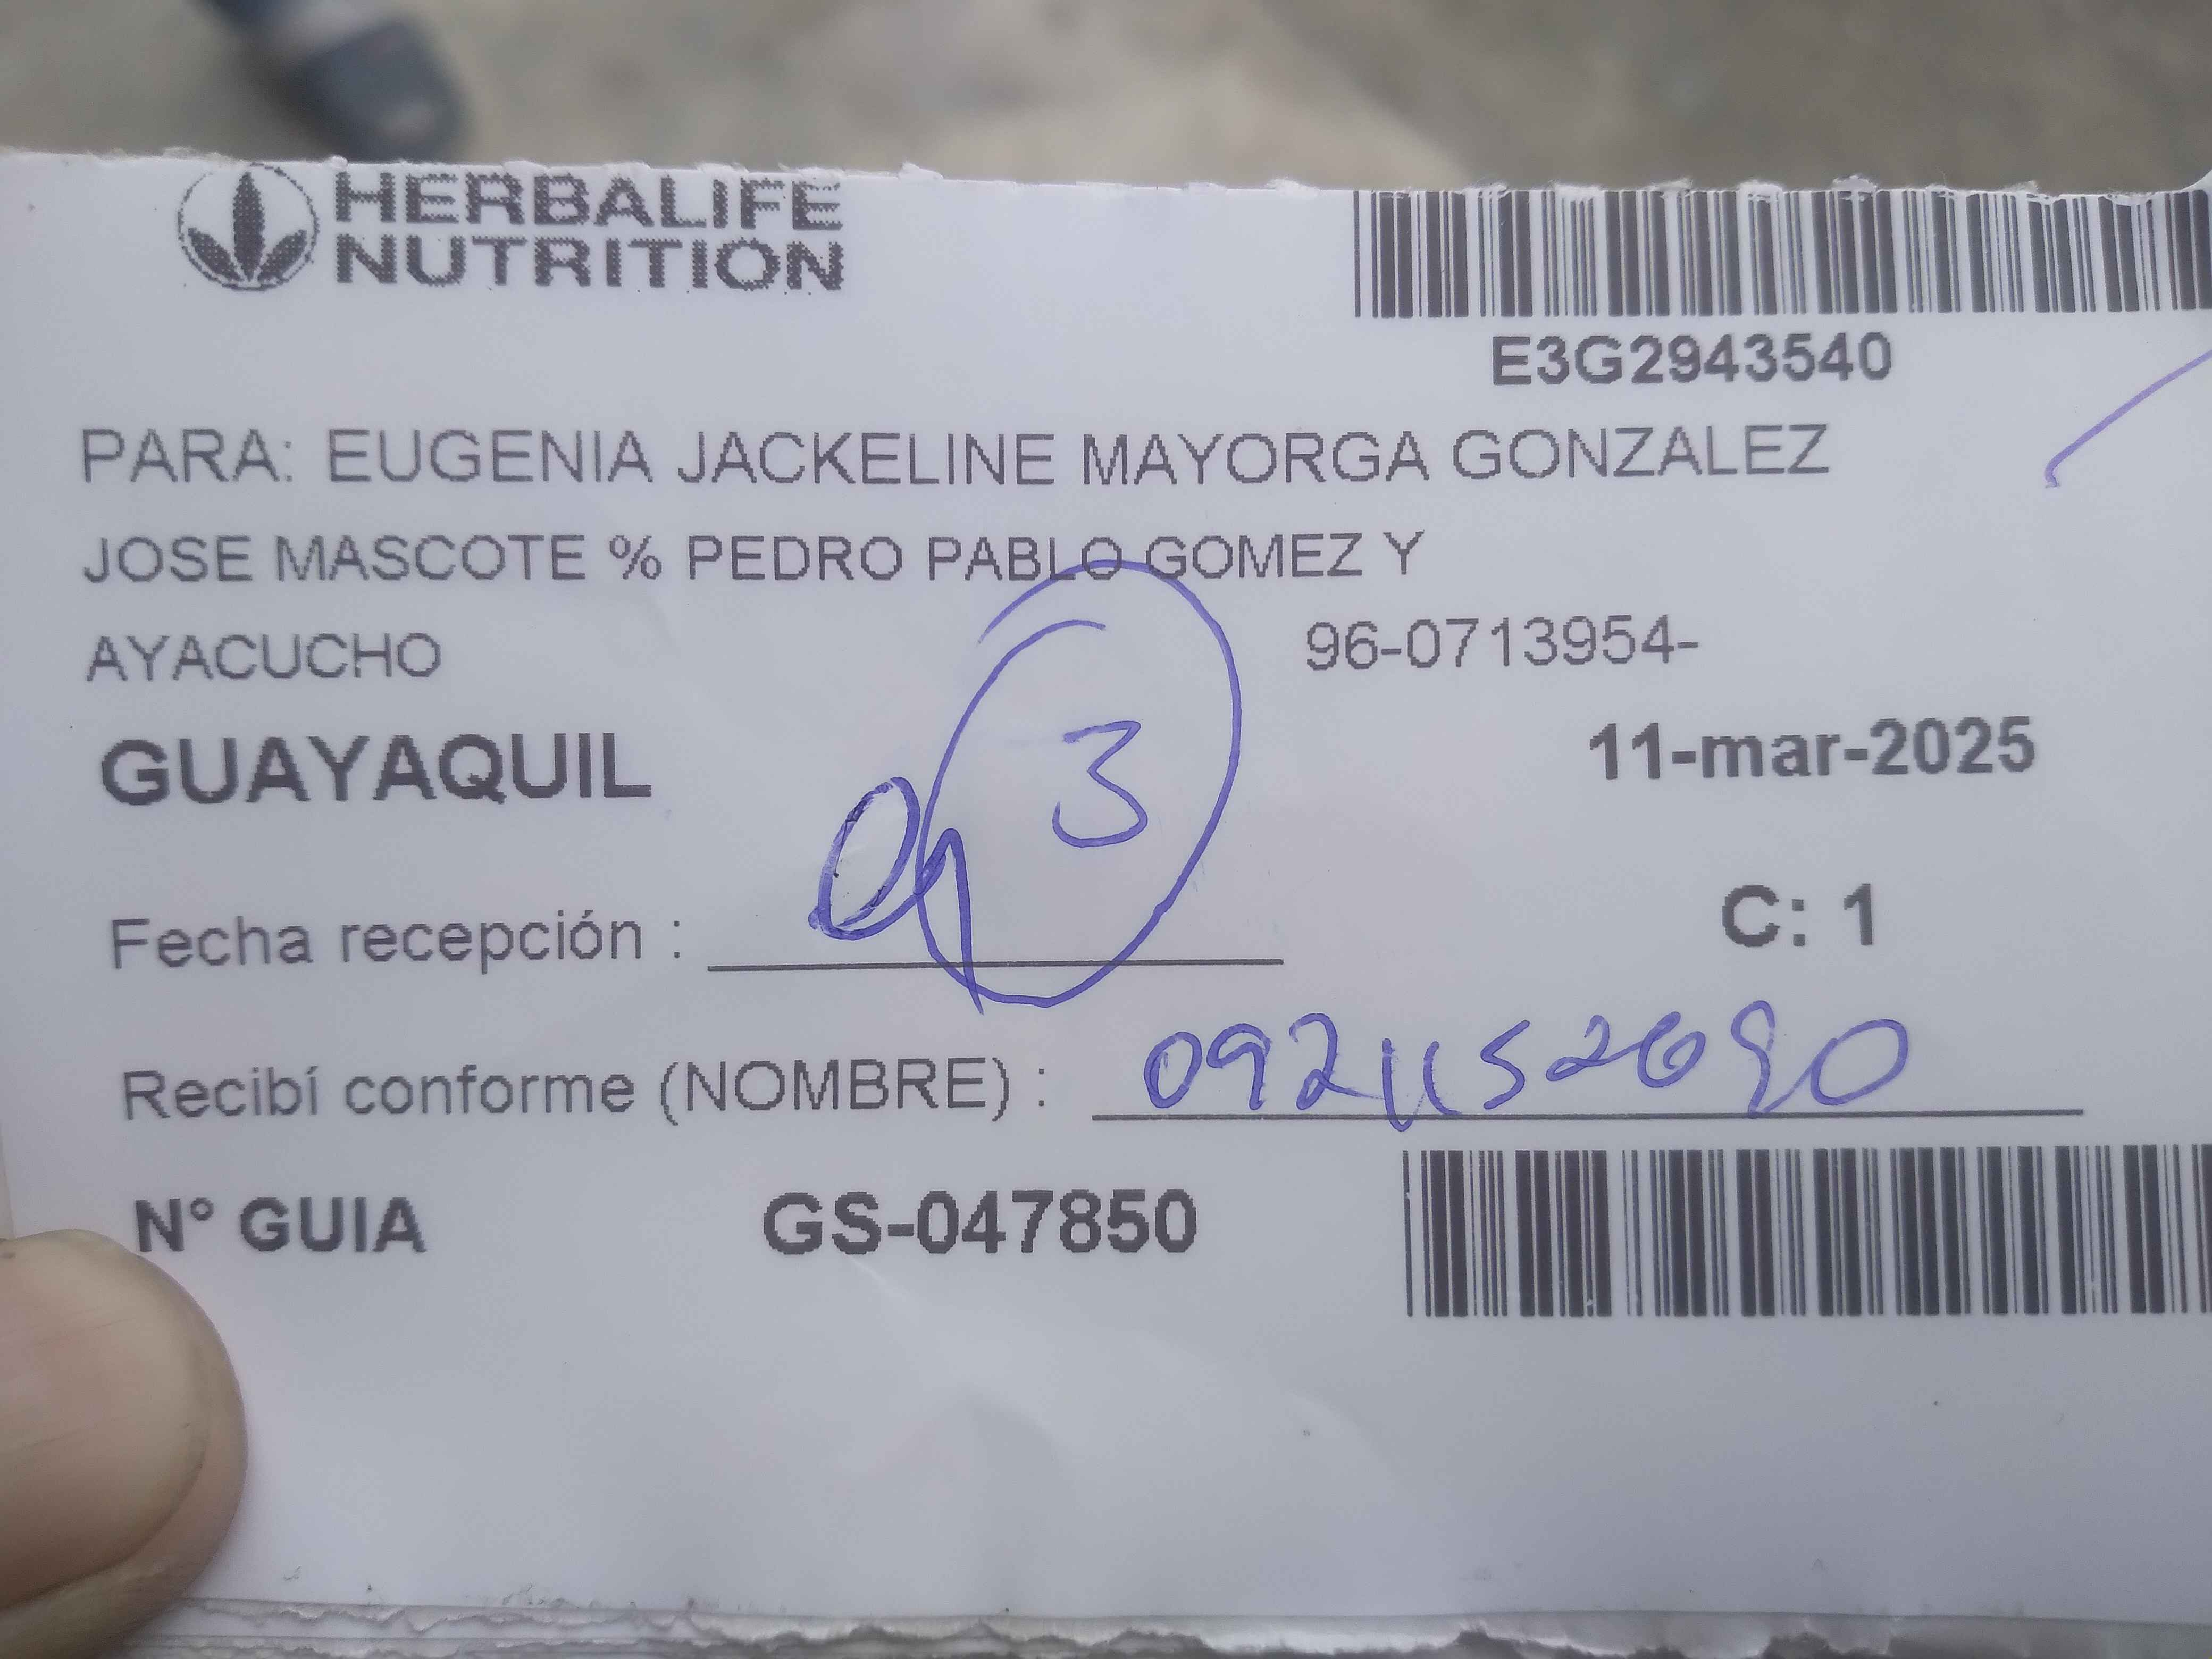 HERBALIFE
NUTRITION
E3G2943540
PARA: EUGENIA JACKELINE MAYORGA GONZALEZ
JOSE MASCOTE % PEDRO PABLO GOMEZ Y
AYACUCHO 96-0713954-
GUAYAQUIL 11-mar-2025
3
Fecha recepción :
C: 1
Recibí conforme (NOMBRE) :
N° GUIA GS-047850